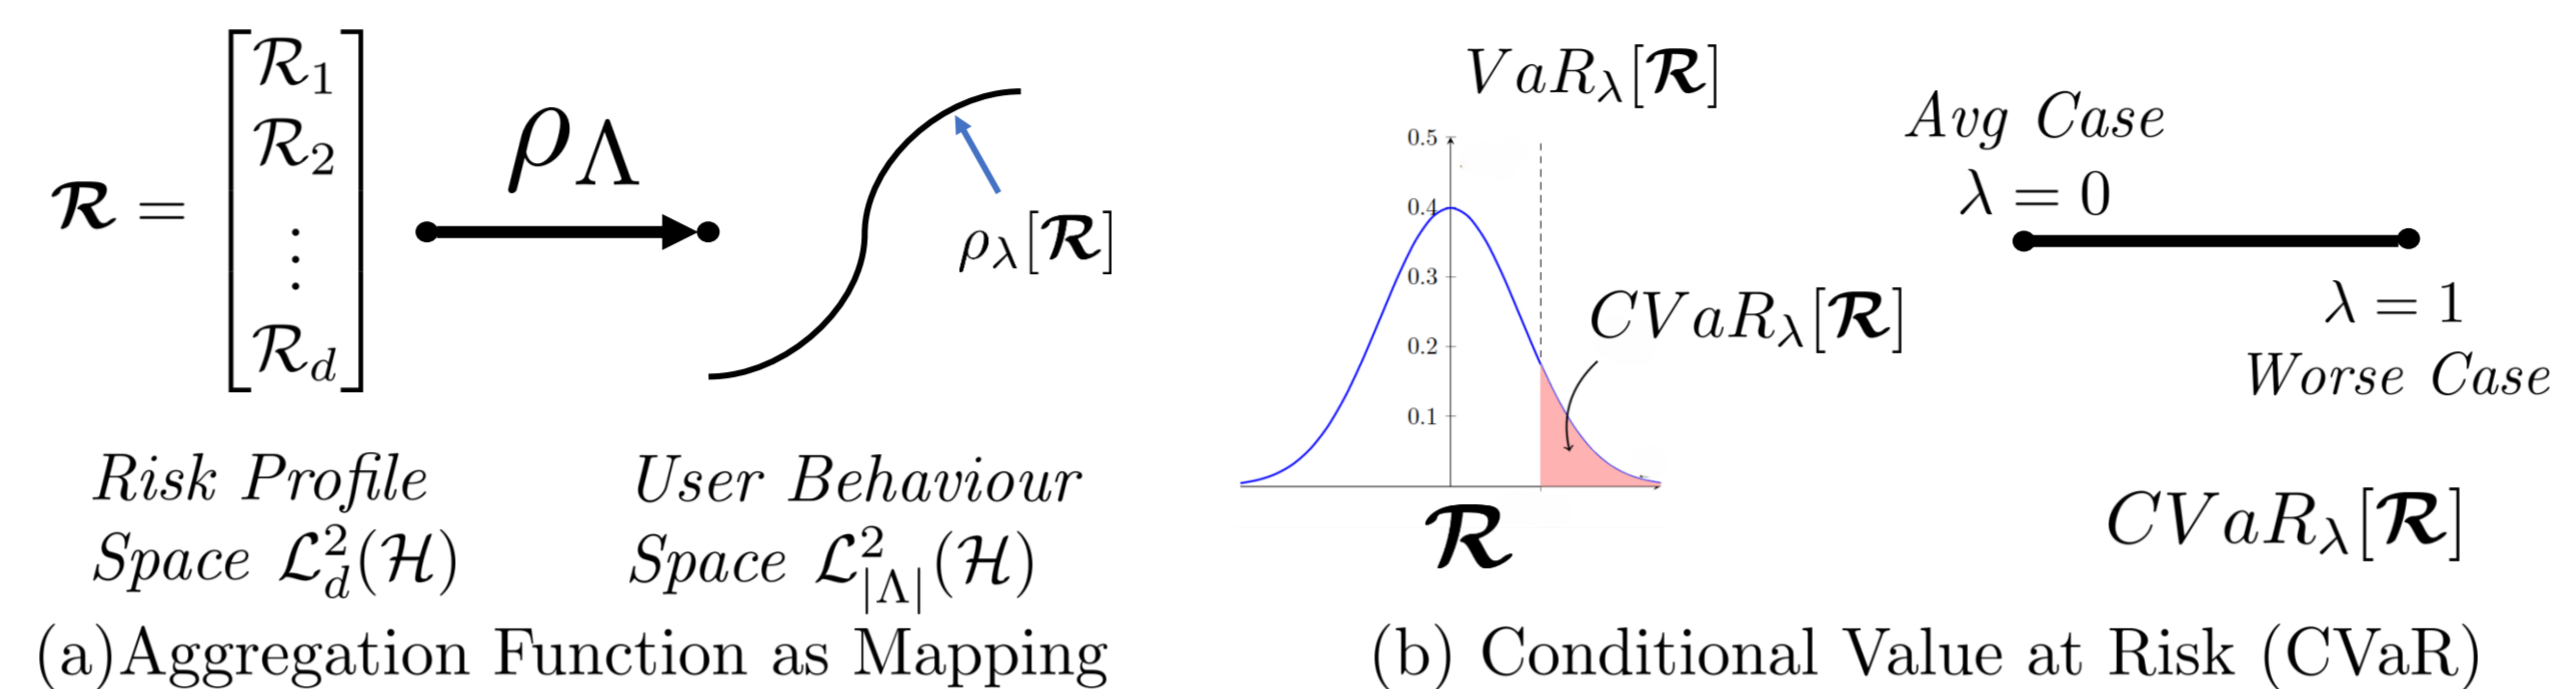 𝓡 =
ℛ₁
ℛ₂
⋮
ℛ_d
ρ_Λ
ρ_λ[𝓡]
Risk Profile
Space 𝓛²_d(𝓗)
User Behaviour
Space 𝓛²_|Λ|(𝓗)
(a)Aggregation Function as Mapping
VaR_λ[𝓡]
0.5
0.4
0.3
0.2
0.1
CVaR_λ[𝓡]
𝓡
Avg Case
λ = 0
λ = 1
Worse Case
CVaR_λ[𝓡]
(b) Conditional Value at Risk (CVaR)